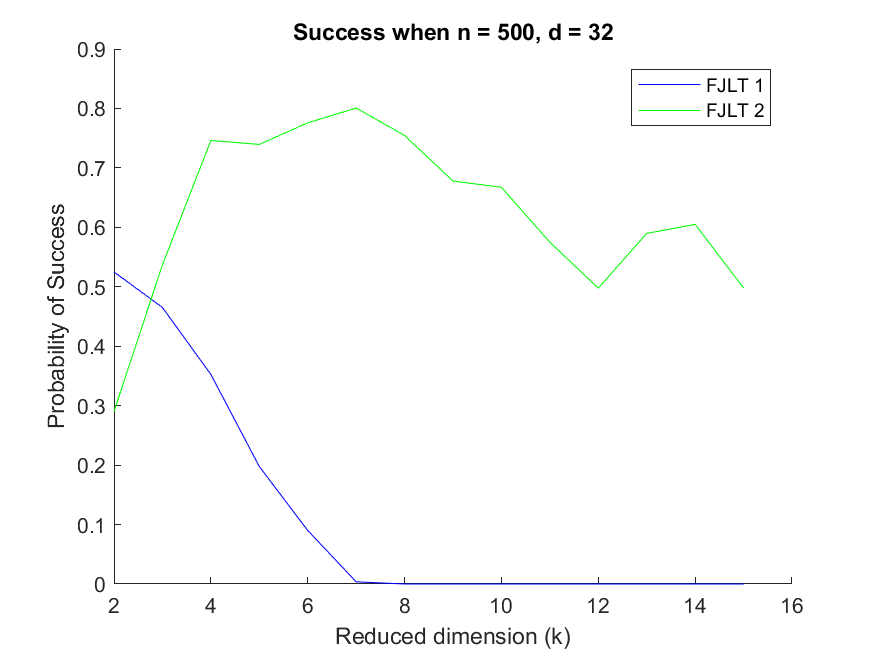 Success when n = 500, d = 32
FJLT 1
FJLT 2
Probability of Success
0.9
0.8
0.7
0.6
0.5
0.4
0.3
0.2
0.1
0
2 4 6 8 10 12 14 16
Reduced dimension (k)